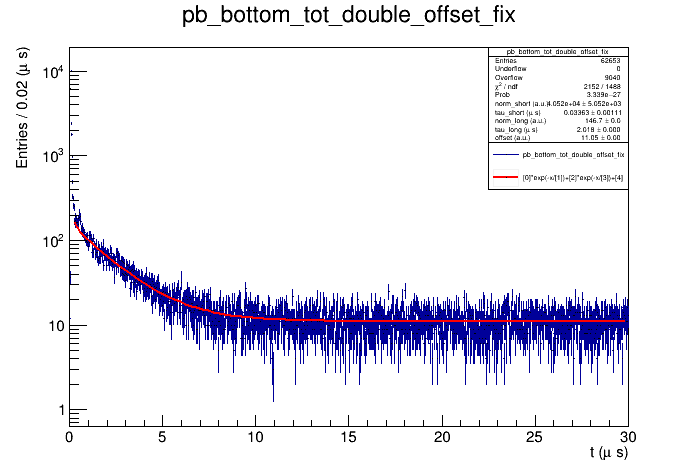 pb_bottom_tot_double_offset_fix
Entries / 0.02 (μ s)
pb_bottom_tot_double_offset_fix
Entries 62653
Underflow 0
Overflow 9040
χ² / ndf 2152 / 1488
Prob 3.339e−27
norm_short (a.u.) 4.052e+04 ± 5.052e+03
tau_short (μ s) 0.03363 ± 0.00111
norm_long (a.u.) 146.7 ± 0.0
tau_long (μ s) 2.018 ± 0.000
offset (a.u.) 11.05 ± 0.00
pb_bottom_tot_double_offset_fix
[0]*exp(-x/[1])+[2]*exp(-x/[3])+[4]
10⁴
10³
10²
10
1
0 5 10 15 20 25 30
t (μ s)